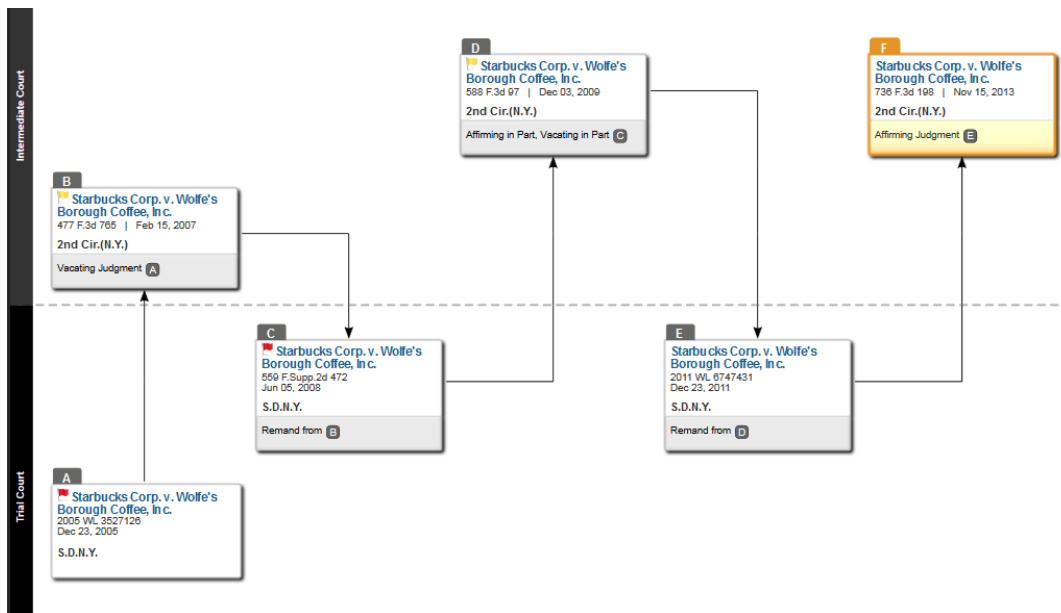 Intermediate Court
D
Starbucks Corp. v. Wolfe's
Borough Coffee, Inc.
588 F.3d 97 | Dec 03, 2009
2nd Cir.(N.Y.)
Affirming in Part, Vacating in Part C
F
Starbucks Corp. v. Wolfe's
Borough Coffee, Inc.
736 F.3d 198 | Nov 15, 2013
2nd Cir.(N.Y.)
Affirming Judgment E
B
Starbucks Corp. v. Wolfe's
Borough Coffee, Inc.
477 F.3d 765 | Feb 15, 2007
2nd Cir.(N.Y.)
Vacating Judgment A
Trial Court
C
Starbucks Corp. v. Wolfe's
Borough Coffee, Inc.
559 F.Supp.2d 472
Jun 05, 2008
S.D.N.Y.
Remand from B
E
Starbucks Corp. v. Wolfe's
Borough Coffee, Inc.
2011 WL 6747431
Dec 23, 2011
S.D.N.Y.
Remand from D
A
Starbucks Corp. v. Wolfe's
Borough Coffee, Inc.
2005 WL 3527126
Dec 23, 2005
S.D.N.Y.